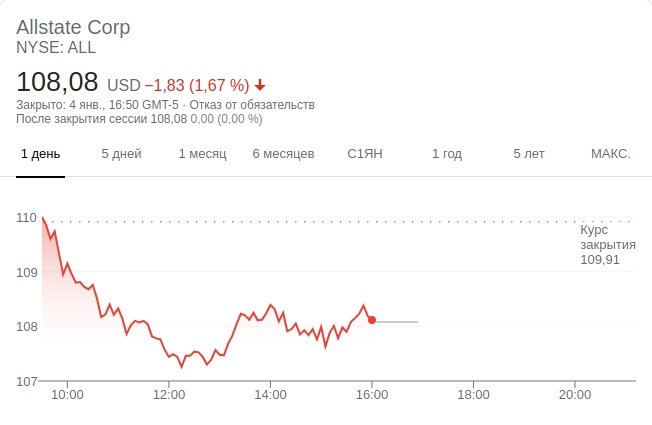 Allstate Corp
NYSE: ALL
108,08 USD −1,83 (1,67 %)
Закрыто: 4 янв., 16:50 GMT-5 · Отказ от обязательств
После закрытия сессии 108,08 0,00 (0,00 %)
1 день 5 дней 1 месяц 6 месяцев С1ЯН 1 год 5 лет МАКС.
110
Курс
закрытия
109,91
109
108
107
10:00 12:00 14:00 16:00 18:00 20:00